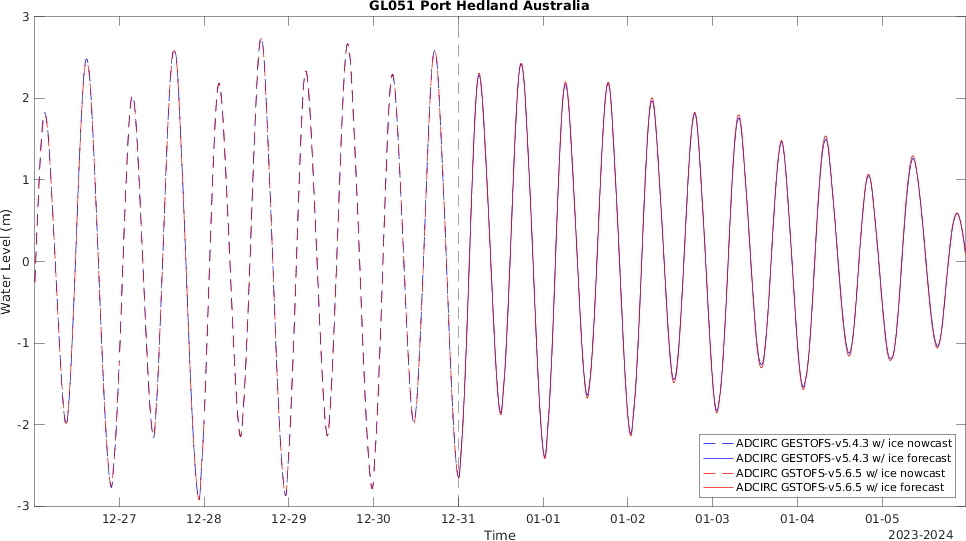 GL051 Port Hedland Australia
3
2
1
0
-1
-2
-3
Water Level (m)
ADCIRC GESTOFS-v5.4.3 w/ ice nowcast
ADCIRC GESTOFS-v5.4.3 w/ ice forecast
ADCIRC GSTOFS-v5.6.5 w/ ice nowcast
ADCIRC GSTOFS-v5.6.5 w/ ice forecast
12-27 12-28 12-29 12-30 12-31 01-01 01-02 01-03 01-04 01-05
Time
2023-2024